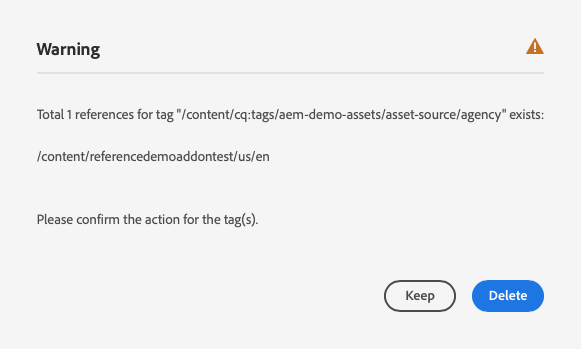 Warning
Total 1 references for tag "/content/cq:tags/aem-demo-assets/asset-source/agency" exists:
/content/referencedemoaddontest/us/en
Please confirm the action for the tag(s).
Keep
Delete